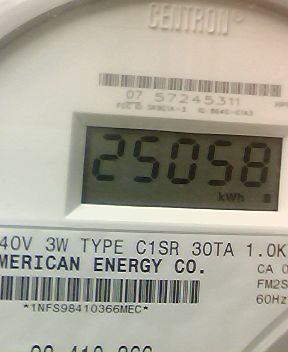 CENTRON®
07 57245311
25058
kWh
40V 3W TYPE C1SR 30TA 1.0K
MERICAN ENERGY CO.
CA 0
FM2S
60Hz
*1NFS98410366MEC*